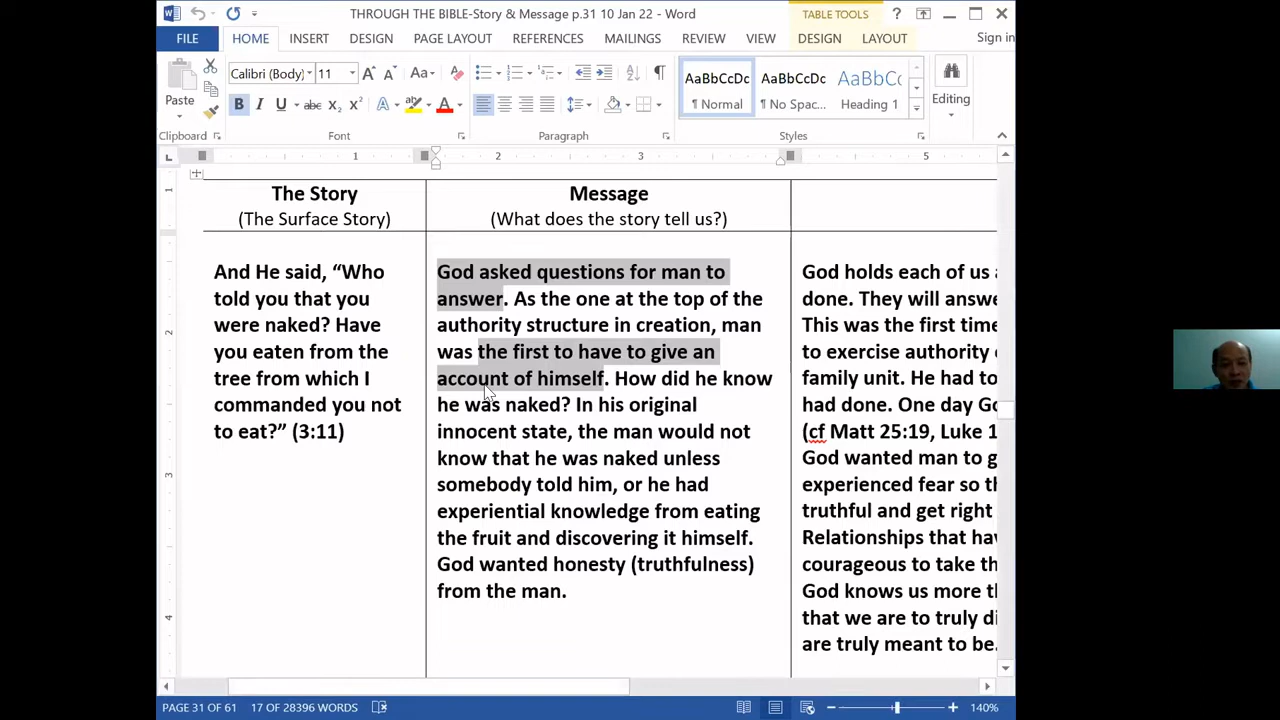 THROUGH THE BIBLE-Story & Message p.31 10 Jan 22 - Word
TABLE TOOLS
FILE HOME INSERT DESIGN PAGE LAYOUT REFERENCES MAILINGS REVIEW VIEW DESIGN LAYOUT Sign in
Calibri (Body) 11
Paste
AaBbCcDc AaBbCcDc AaBbCc
¶ Normal ¶ No Spac... Heading 1
Editing
Clipboard Font Paragraph Styles
1 2 3 5
The Story
(The Surface Story)
Message
(What does the story tell us?)
And He said, “Who
told you that you
were naked? Have
you eaten from the
tree from which I
commanded you not
to eat?” (3:11)
God asked questions for man to
answer. As the one at the top of the
authority structure in creation, man
was the first to have to give an
account of himself. How did he know
he was naked? In his original
innocent state, the man would not
know that he was naked unless
somebody told him, or he had
experiential knowledge from eating
the fruit and discovering it himself.
God wanted honesty (truthfulness)
from the man.
God holds each of us
done. They will answe
This was the first time
to exercise authority
family unit. He had to
had done. One day Go
(cf Matt 25:19, Luke 1
God wanted man to g
experienced fear so th
truthful and get right
Relationships that hav
courageous to take th
God knows us more th
that we are to truly di
are truly meant to be.
1
2
3
4
PAGE 31 OF 61 17 OF 28396 WORDS 140%